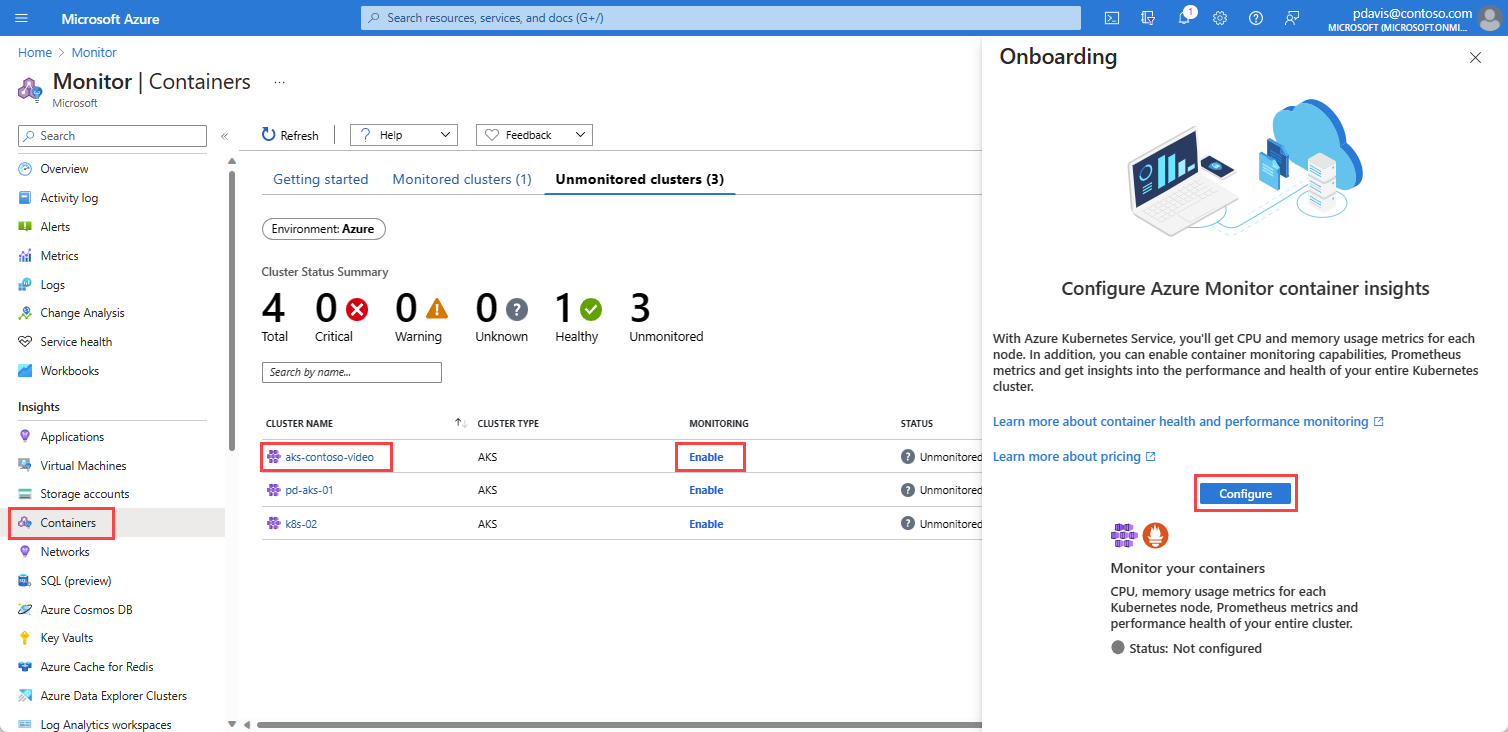 Microsoft Azure
Search resources, services, and docs (G+/)
1
pdavis@contoso.com
MICROSOFT (MICROSOFT.ONMI...
Home > Monitor
Monitor | Containers ...
Microsoft
Search
«
Overview
Activity log
Alerts
Metrics
Logs
Change Analysis
Service health
Workbooks
Insights
Applications
Virtual Machines
Storage accounts
Containers
Networks
SQL (preview)
Azure Cosmos DB
Key Vaults
Azure Cache for Redis
Azure Data Explorer Clusters
Log Analytics workspaces
Refresh
Help
Feedback
Getting started
Monitored clusters (1)
Unmonitored clusters (3)
Environment: Azure
Cluster Status Summary
4 0 0 0 1 3
Total Critical Warning Unknown Healthy Unmonitored
Search by name...
CLUSTER NAME CLUSTER TYPE MONITORING STATUS
aks-contoso-video AKS Enable Unmonitored
pd-aks-01 AKS Enable Unmonitored
k8s-02 AKS Enable Unmonitored
Onboarding
Configure Azure Monitor container insights
With Azure Kubernetes Service, you'll get CPU and memory usage metrics for each
node. In addition, you can enable container monitoring capabilities, Prometheus
metrics and get insights into the performance and health of your entire Kubernetes
cluster.
Learn more about container health and performance monitoring
Learn more about pricing
Configure
Monitor your containers
CPU, memory usage metrics for each
Kubernetes node, Prometheus metrics and
performance health of your entire cluster.
Status: Not configured